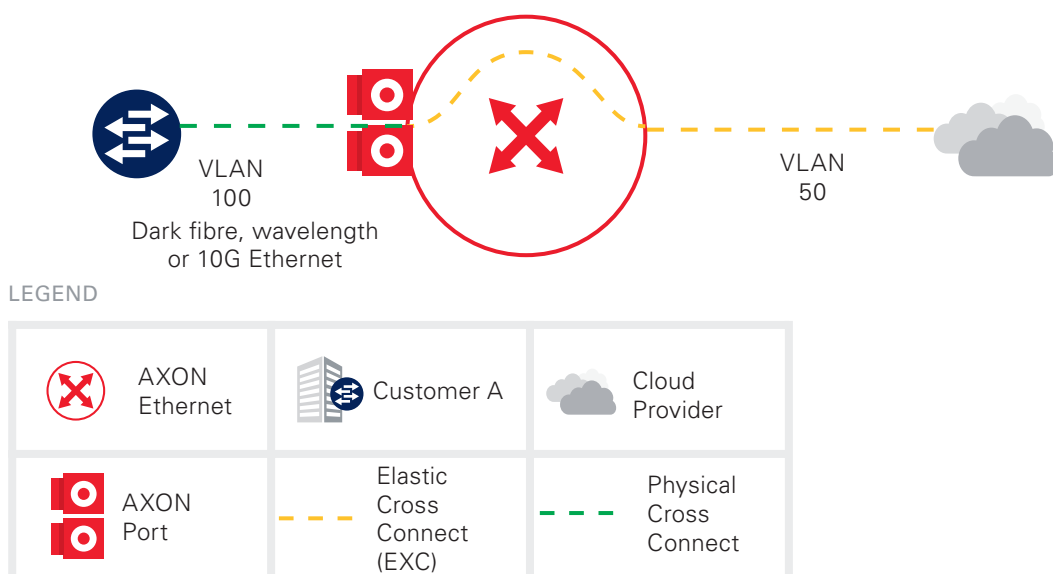 VLAN
100
Dark fibre, wavelength
or 10G Ethernet
VLAN
50
LEGEND
AXON
Ethernet
Customer A
Cloud
Provider
AXON
Port
Elastic
Cross
Connect
(EXC)
Physical
Cross
Connect